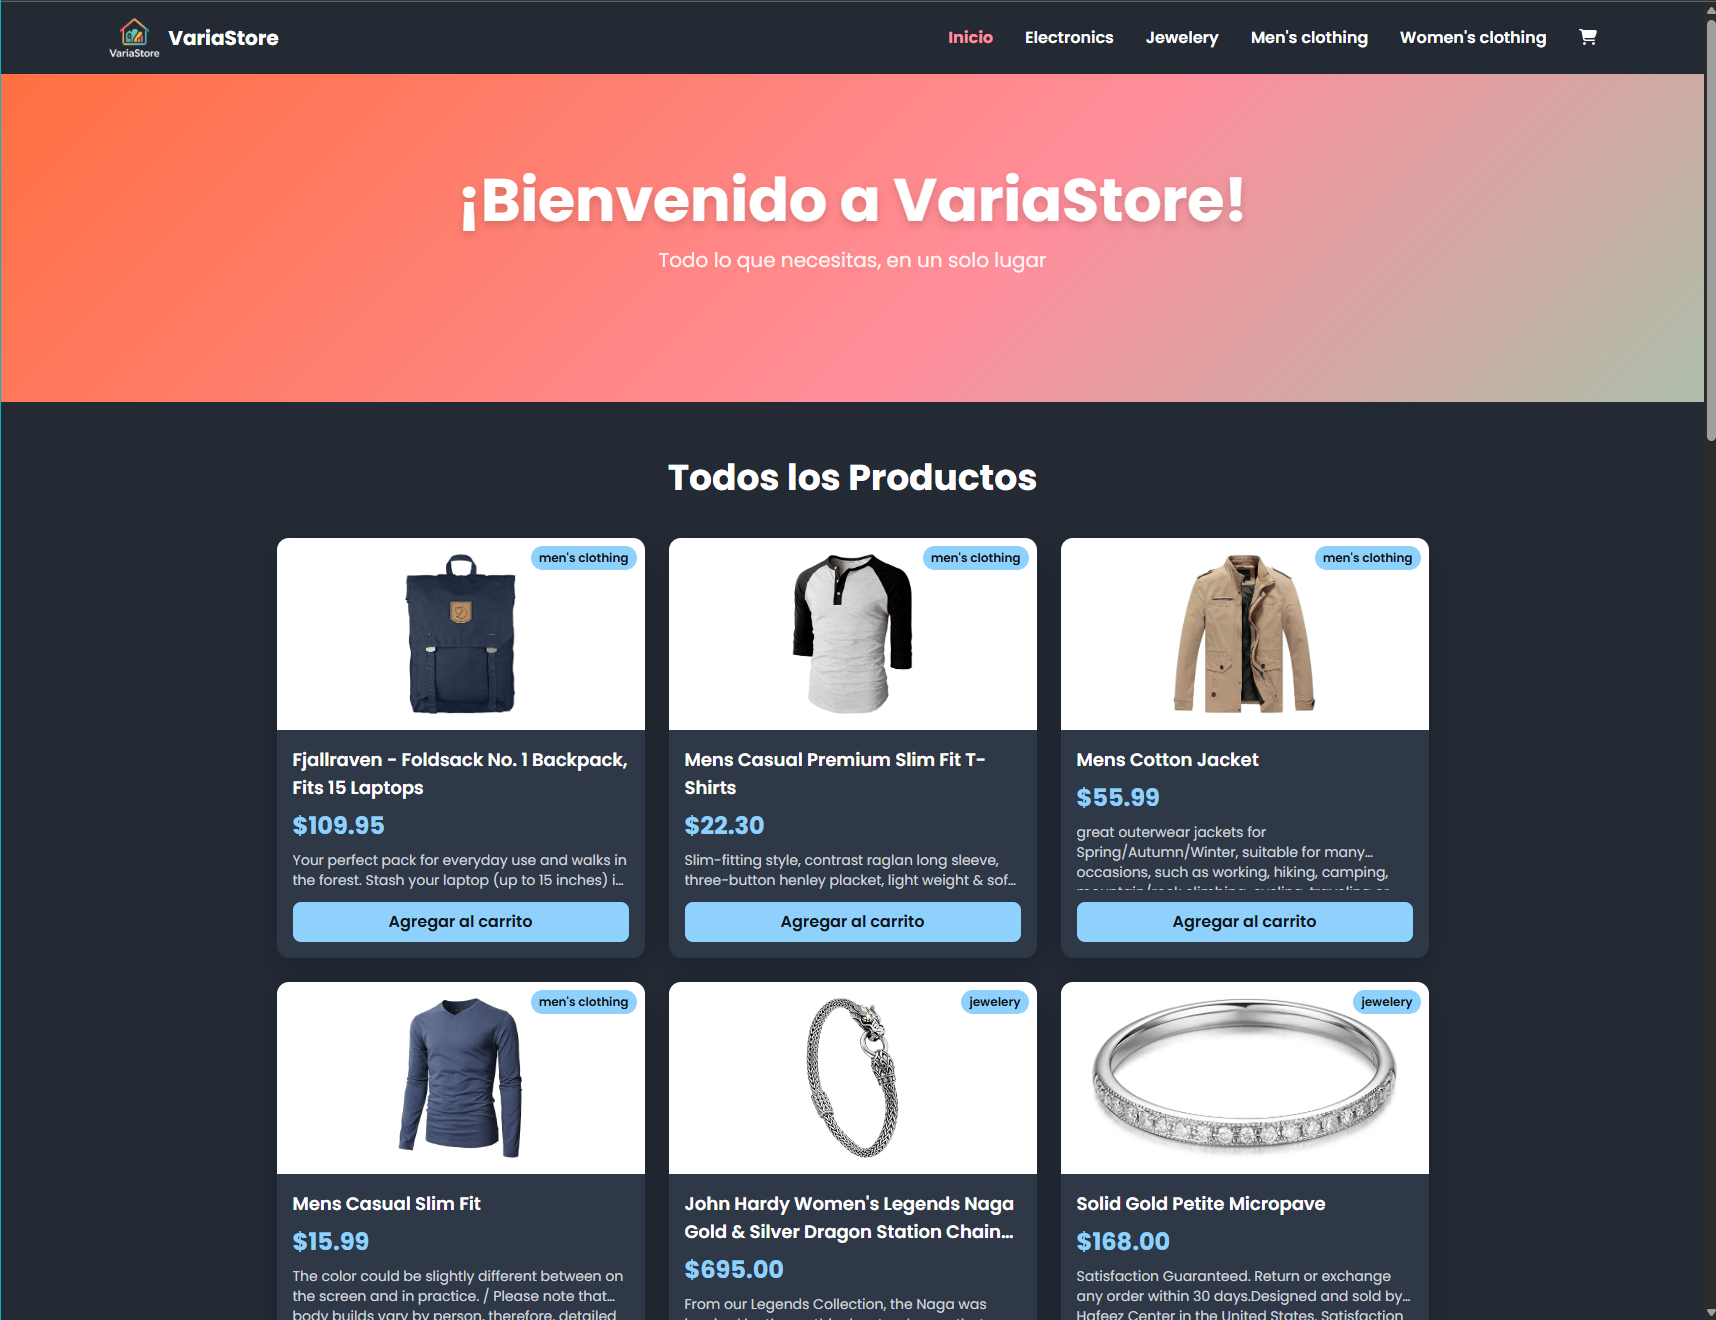 VariaStore
VariaStore
Inicio
Electronics
Jewelery
Men's clothing
Women's clothing
¡Bienvenido a VariaStore!
Todo lo que necesitas, en un solo lugar
Todos los Productos
men's clothing
Fjallraven - Foldsack No. 1 Backpack,
Fits 15 Laptops
$109.95
Your perfect pack for everyday use and walks in
the forest. Stash your laptop (up to 15 inches) i...
Agregar al carrito
men's clothing
Mens Casual Premium Slim Fit T-
Shirts
$22.30
Slim-fitting style, contrast raglan long sleeve,
three-button henley placket, light weight & sof...
Agregar al carrito
men's clothing
Mens Cotton Jacket
$55.99
great outerwear jackets for
Spring/Autumn/Winter, suitable for many...
occasions, such as working, hiking, camping,
Agregar al carrito
men's clothing
Mens Casual Slim Fit
$15.99
The color could be slightly different between on
the screen and in practice. / Please note that...
body builds vary by person, therefore, detailed
jewelery
John Hardy Women's Legends Naga
Gold & Silver Dragon Station Chain...
$695.00
From our Legends Collection, the Naga was
jewelery
Solid Gold Petite Micropave
$168.00
Satisfaction Guaranteed. Return or exchange
any order within 30 days.Designed and sold by...
Hafeez Center in the United States. Satisfaction